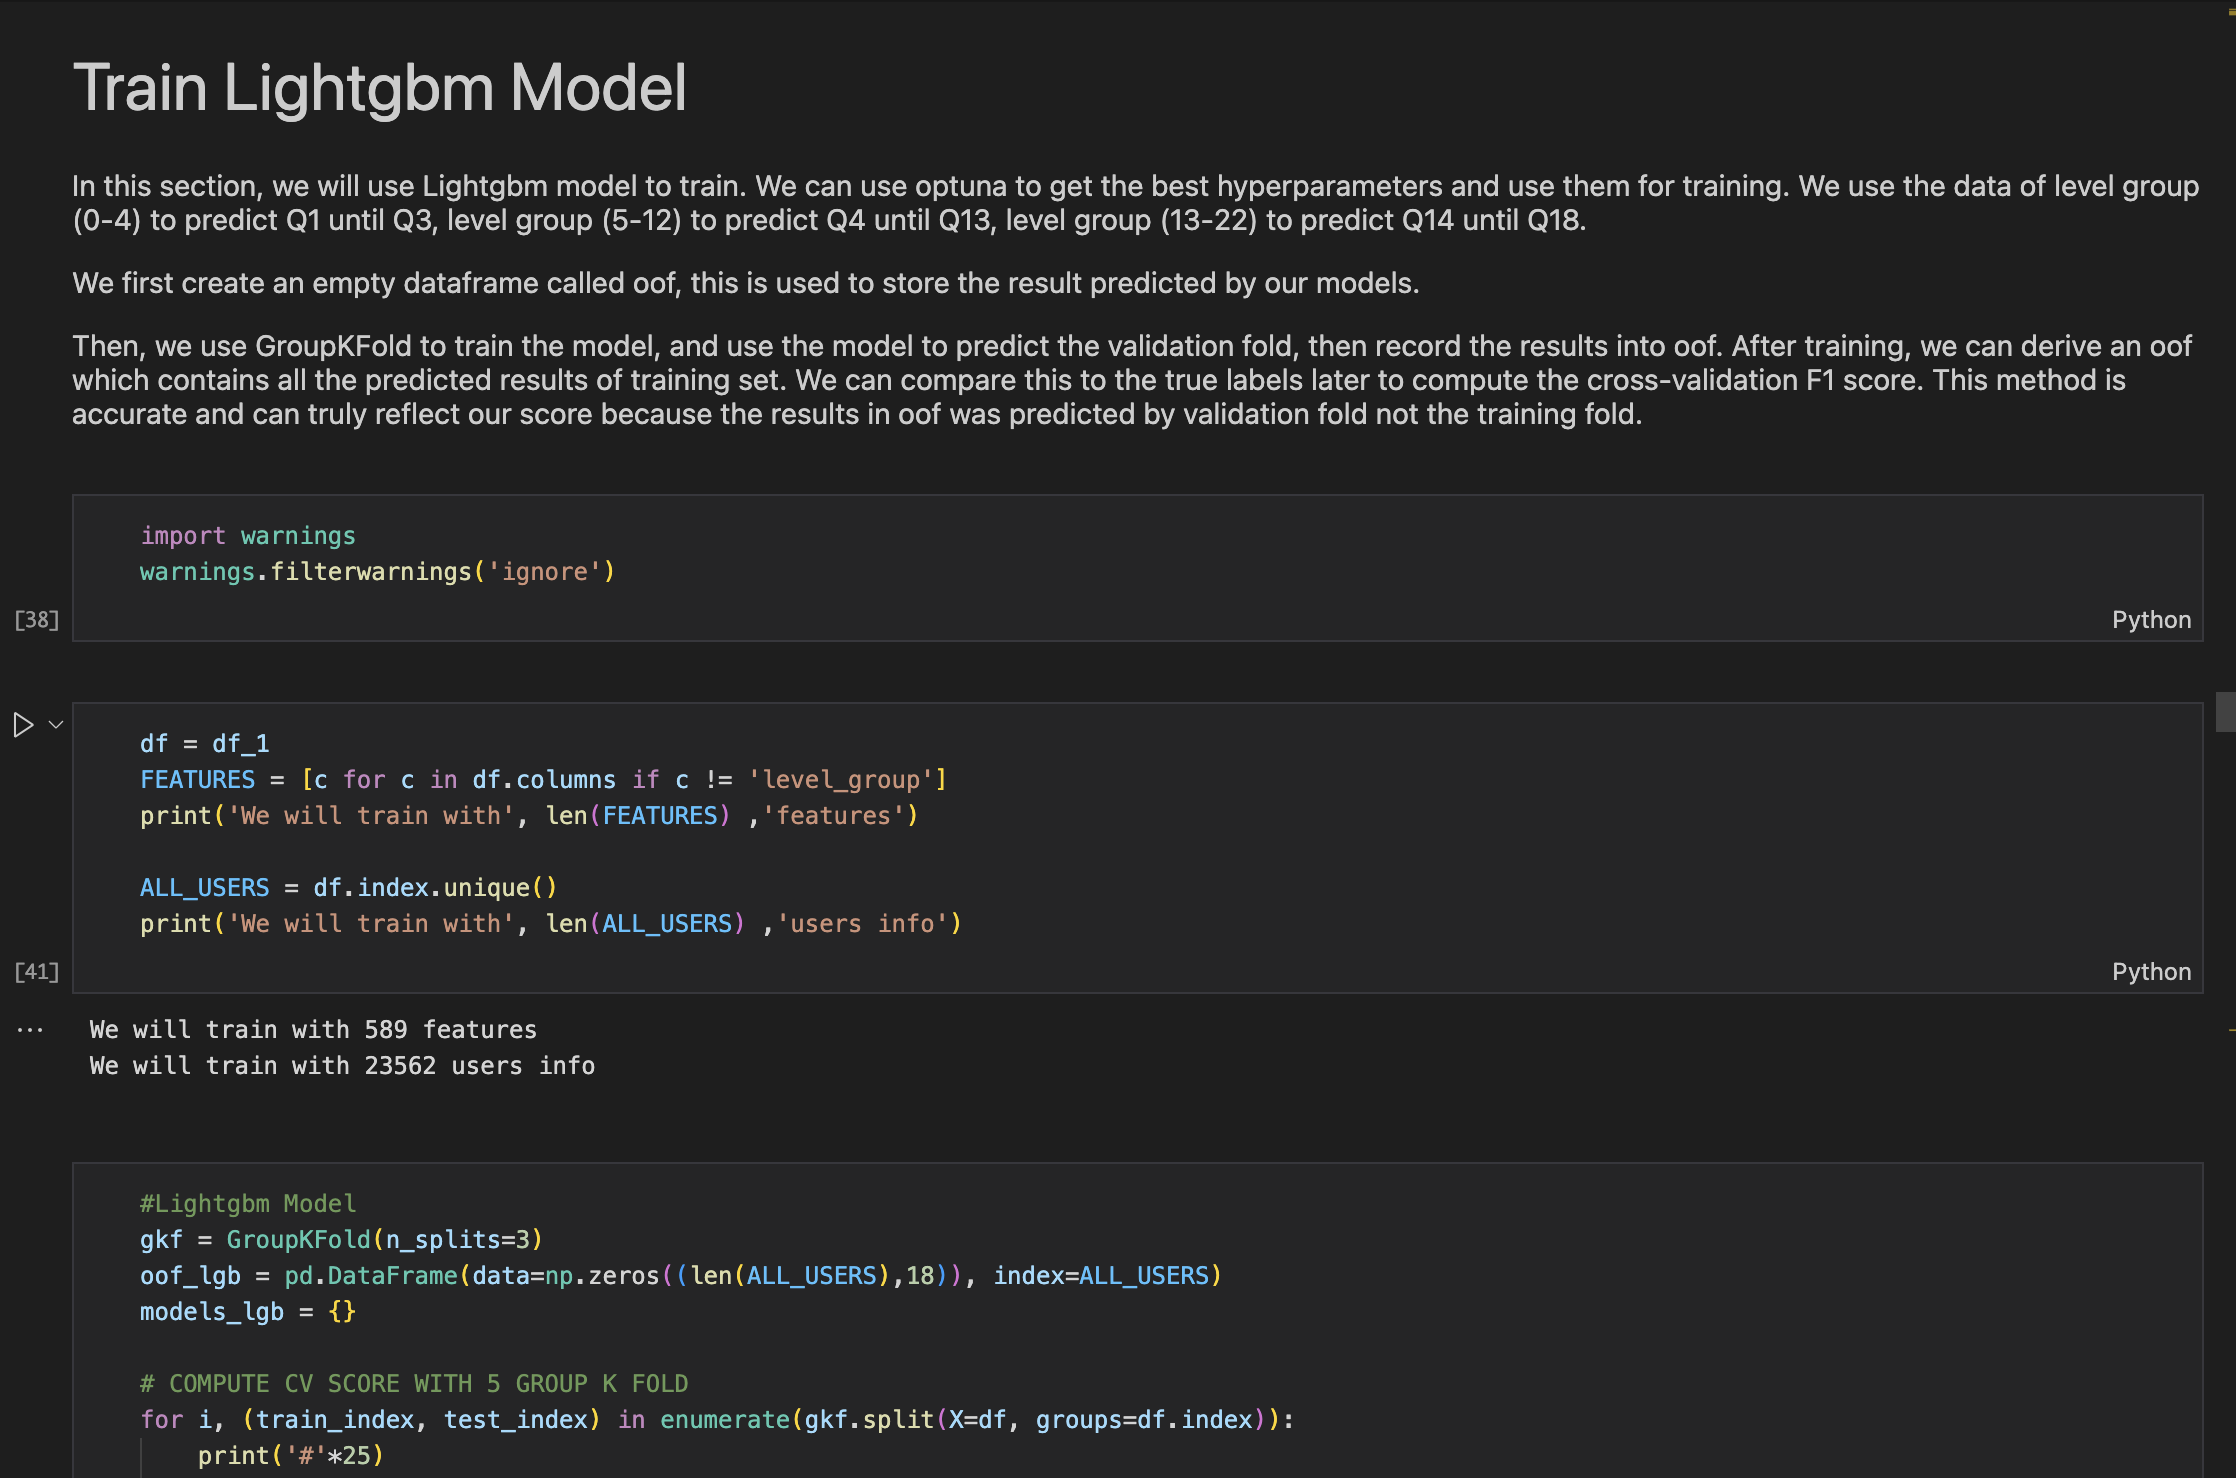 Train Lightgbm Model
In this section, we will use Lightgbm model to train. We can use optuna to get the best hyperparameters and use them for training. We use the data of level group
(0-4) to predict Q1 until Q3, level group (5-12) to predict Q4 until Q13, level group (13-22) to predict Q14 until Q18.
We first create an empty dataframe called oof, this is used to store the result predicted by our models.
Then, we use GroupKFold to train the model, and use the model to predict the validation fold, then record the results into oof. After training, we can derive an oof
which contains all the predicted results of training set. We can compare this to the true labels later to compute the cross-validation F1 score. This method is
accurate and can truly reflect our score because the results in oof was predicted by validation fold not the training fold.
import warnings
warnings.filterwarnings('ignore')
[38]
Python
df = df_1
FEATURES = [c for c in df.columns if c != 'level_group']
print('We will train with', len(FEATURES) ,'features')
ALL_USERS = df.index.unique()
print('We will train with', len(ALL_USERS) ,'users info')
[41]
Python
... We will train with 589 features
We will train with 23562 users info
#Lightgbm Model
gkf = GroupKFold(n_splits=3)
oof_lgb = pd.DataFrame(data=np.zeros((len(ALL_USERS),18)), index=ALL_USERS)
models_lgb = {}
# COMPUTE CV SCORE WITH 5 GROUP K FOLD
for i, (train_index, test_index) in enumerate(gkf.split(X=df, groups=df.index)):
    print('#'*25)